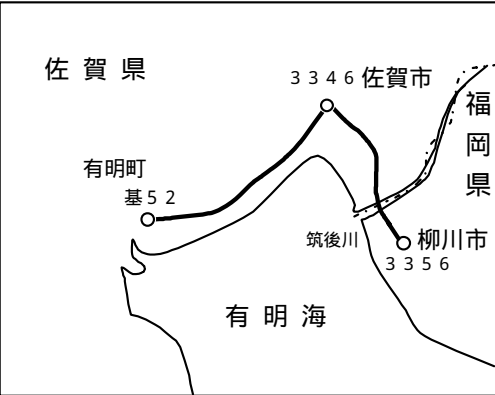 佐賀県
3346佐賀市
福岡県
有明町
基52
筑後川
柳川市
3356
有明海